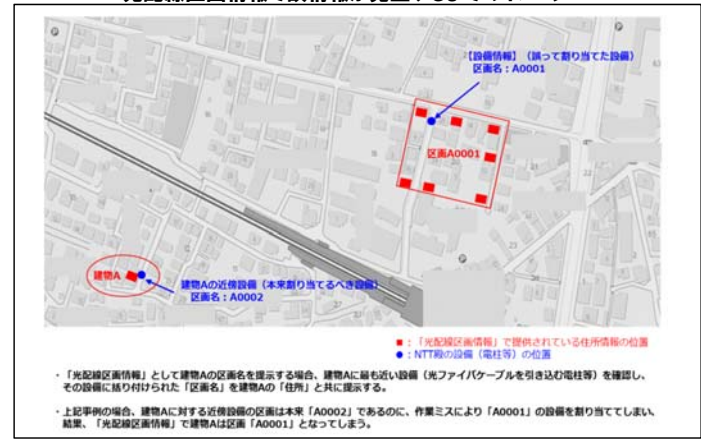 【設備情報】（誤って割り当てた設備）
区画名：A0001
区画A0001
建物A
建物Aの近傍設備（本来割り当てるべき設備）
区画名：A0002
■：「光配線区画情報」で提供されている住所情報の位置
●：NTT殿の設備（電柱等）の位置
・「光配線区画情報」として建物Aの区画名を提示する場合、建物Aに最も近い設備（光ファイバケーブルを引き込む電柱等）を確認し、
その設備に括り付けられた「区画名」を建物Aの「住所」と共に提示する。
・上記事例の場合、建物Aに対する近傍設備の区画は本来「A0002」であるのに、作業ミスにより「A0001」の設備を割り当ててしまい、
結果、「光配線区画情報」で建物Aは区画「A0001」となってしまう。